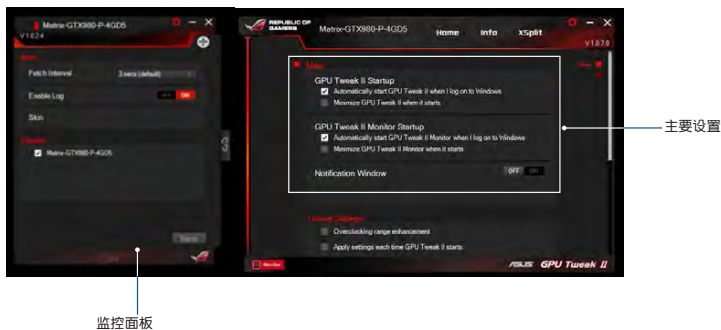 Matrix-GTX980-P-4GD5
V1.0.2.4
Main
Fetch Interval
3 secs (default)
Enable Log
OFF ON
Skin
Matrix-GTX980-P-4GD5
监控面板
REPUBLIC OF
GAMERS
Matrix-GTX980-P-4GD5
Home Info XSplit
V1.0.7.0
Main
GPU Tweak II Startup
Automatically start GPU Tweak II when I log on to Windows
Minimize GPU Tweak II when it starts
GPU Tweak II Monitor Startup
Automatically start GPU Tweak II Monitor when I log on to Windows
Minimize GPU Tweak II Monitor when it starts
Notification Window
OFF ON
Overclocking range enhancement
Apply settings each time GPU Tweak II starts
Monitor
ASUS GPU Tweak II
主要设置